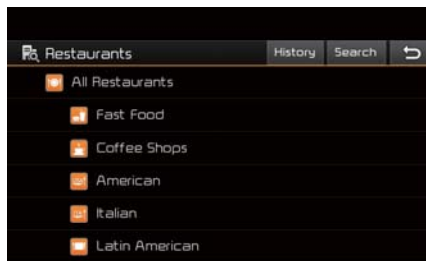 Restaurants History Search
All Restaurants
Fast Food
Coffee Shops
American
Italian
Latin American